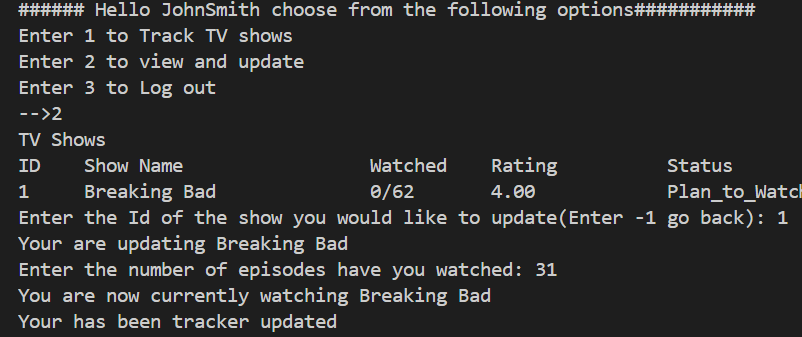 ###### Hello JohnSmith choose from the following options###########
Enter 1 to Track TV shows
Enter 2 to view and update
Enter 3 to Log out
-->2
TV Shows
ID Show Name Watched Rating Status
1 Breaking Bad 0/62 4.00 Plan_to_Watch
Enter the Id of the show you would like to update(Enter -1 go back): 1
Your are updating Breaking Bad
Enter the number of episodes have you watched: 31
You are now currently watching Breaking Bad
Your has been tracker updated